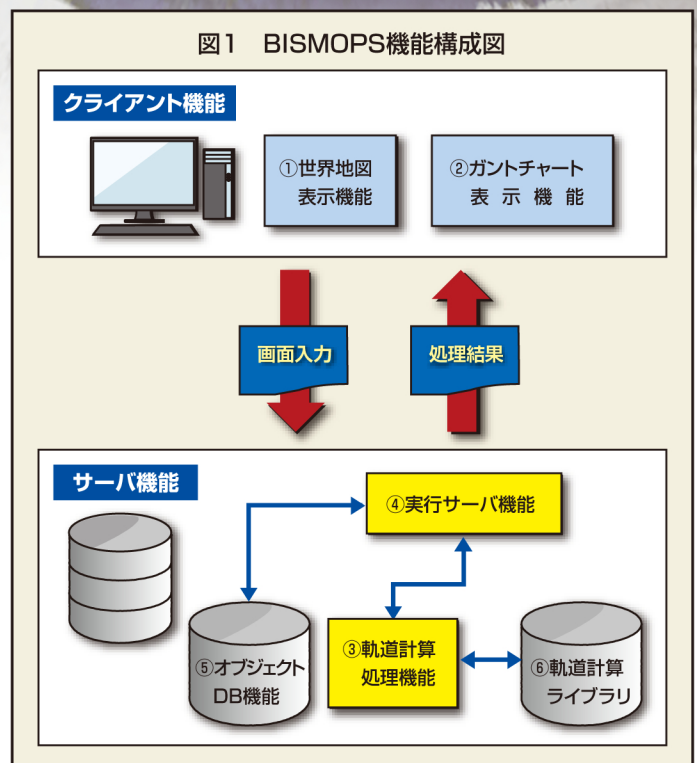 図1　BISMOPS機能構成図
クライアント機能
①世界地図
表示機能
②ガントチャート
表 示 機 能
画面入力
処理結果
サーバ機能
④実行サーバ機能
③軌道計算
処理機能
⑤オブジェクト
DB機能
⑥軌道計算
ライブラリ